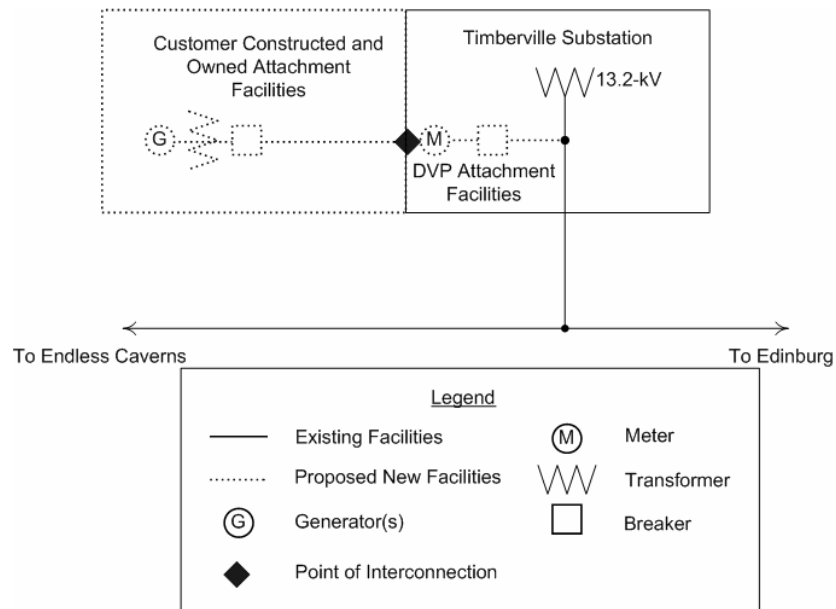 Customer Constructed and
Owned Attachment
Facilities
Timberville Substation
13.2-kV
G
M
DVP Attachment
Facilities
To Endless Caverns
To Edinburg
Legend
Existing Facilities
M
Meter
Proposed New Facilities
Transformer
G
Generator(s)
Breaker
Point of Interconnection